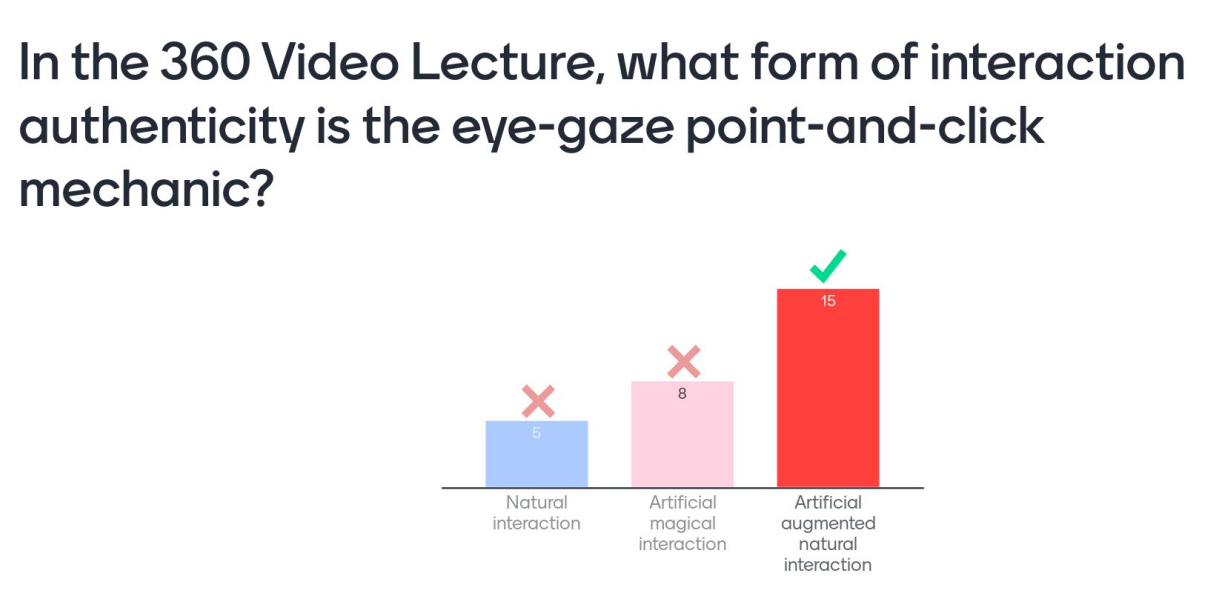 In the 360 Video Lecture, what form of interaction
authenticity is the eye-gaze point-and-click
mechanic?
5
8
15
Natural
interaction
Artificial
magical
interaction
Artificial
augmented
natural
interaction